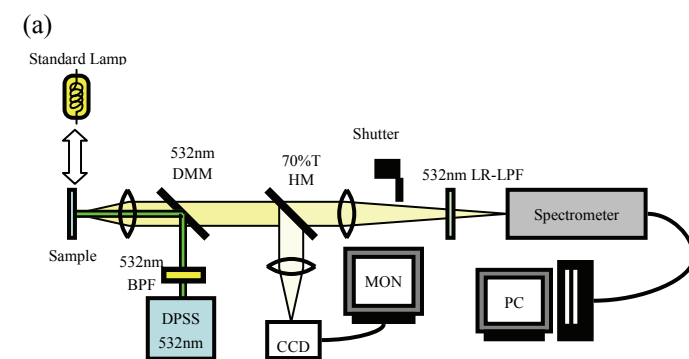 (a)
Standard Lamp
Shutter
532nm
DMM
70%T
HM
532nm LR-LPF
Spectrometer
Sample
532nm
BPF
MON
PC
DPSS
532nm
CCD